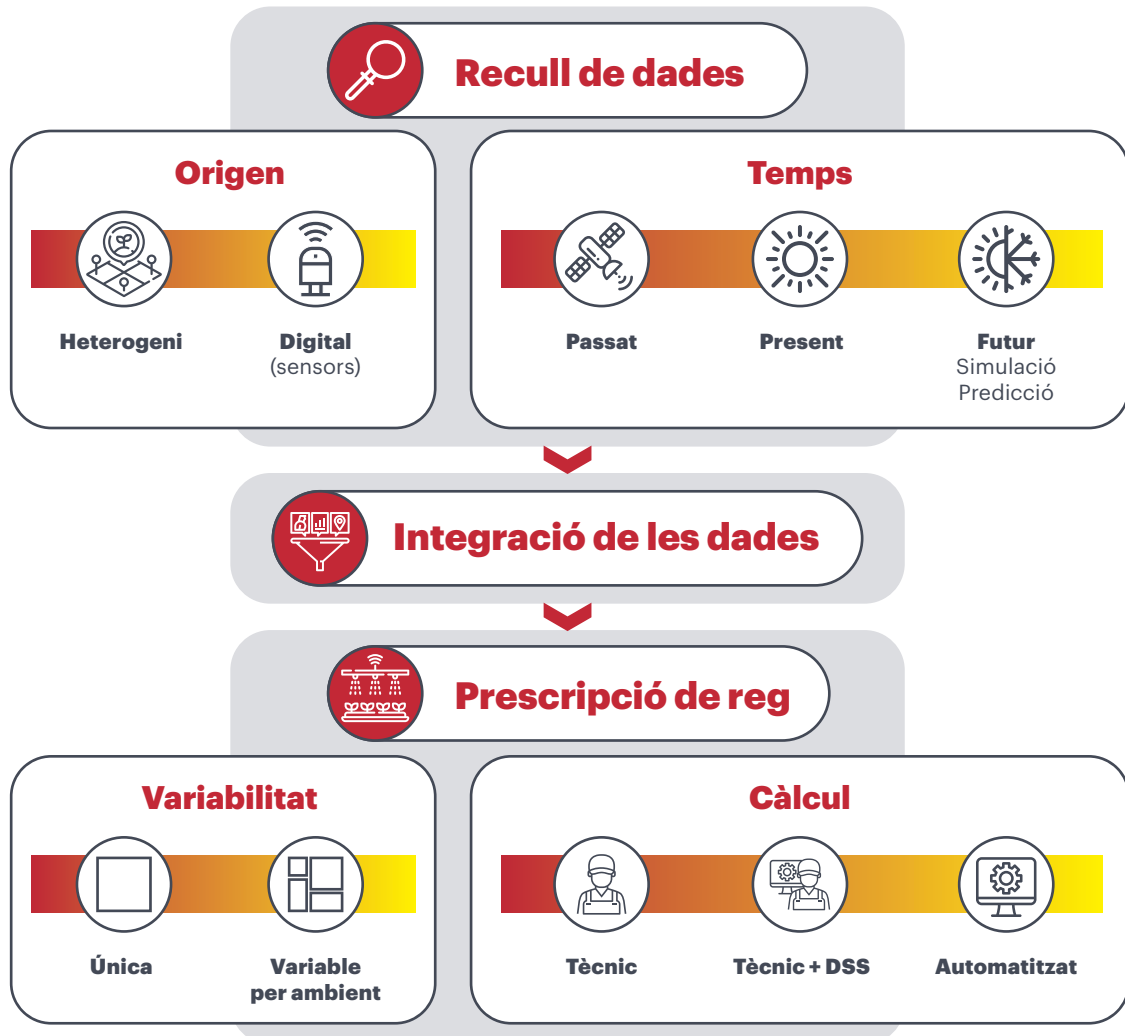 Recull de dades
Origen
Heterogeni
Digital
(sensors)
Temps
Passat
Present
Futur
Simulació
Predicció
Integració de les dades
Prescripció de reg
Variabilitat
Única
Variable
per ambient
Càlcul
Tècnic
Tècnic + DSS
Automatitzat